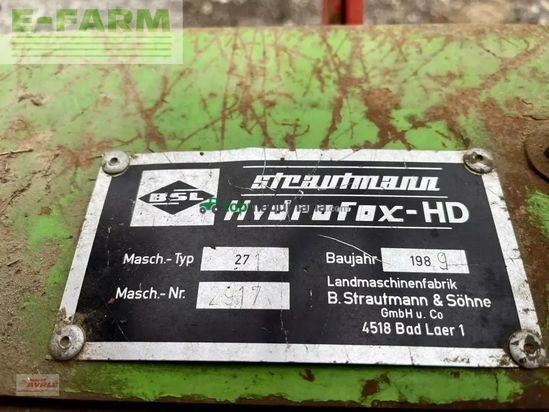 E-FARM
BSL
strautmann
Hydrofox-HD
Masch.-Typ 271
Baujahr 1989
Masch.-Nr. 2917
Landmaschinenfabrik
B. Strautmann & Söhne
GmbH u. Co
4518 Bad Laer 1
AYRLE